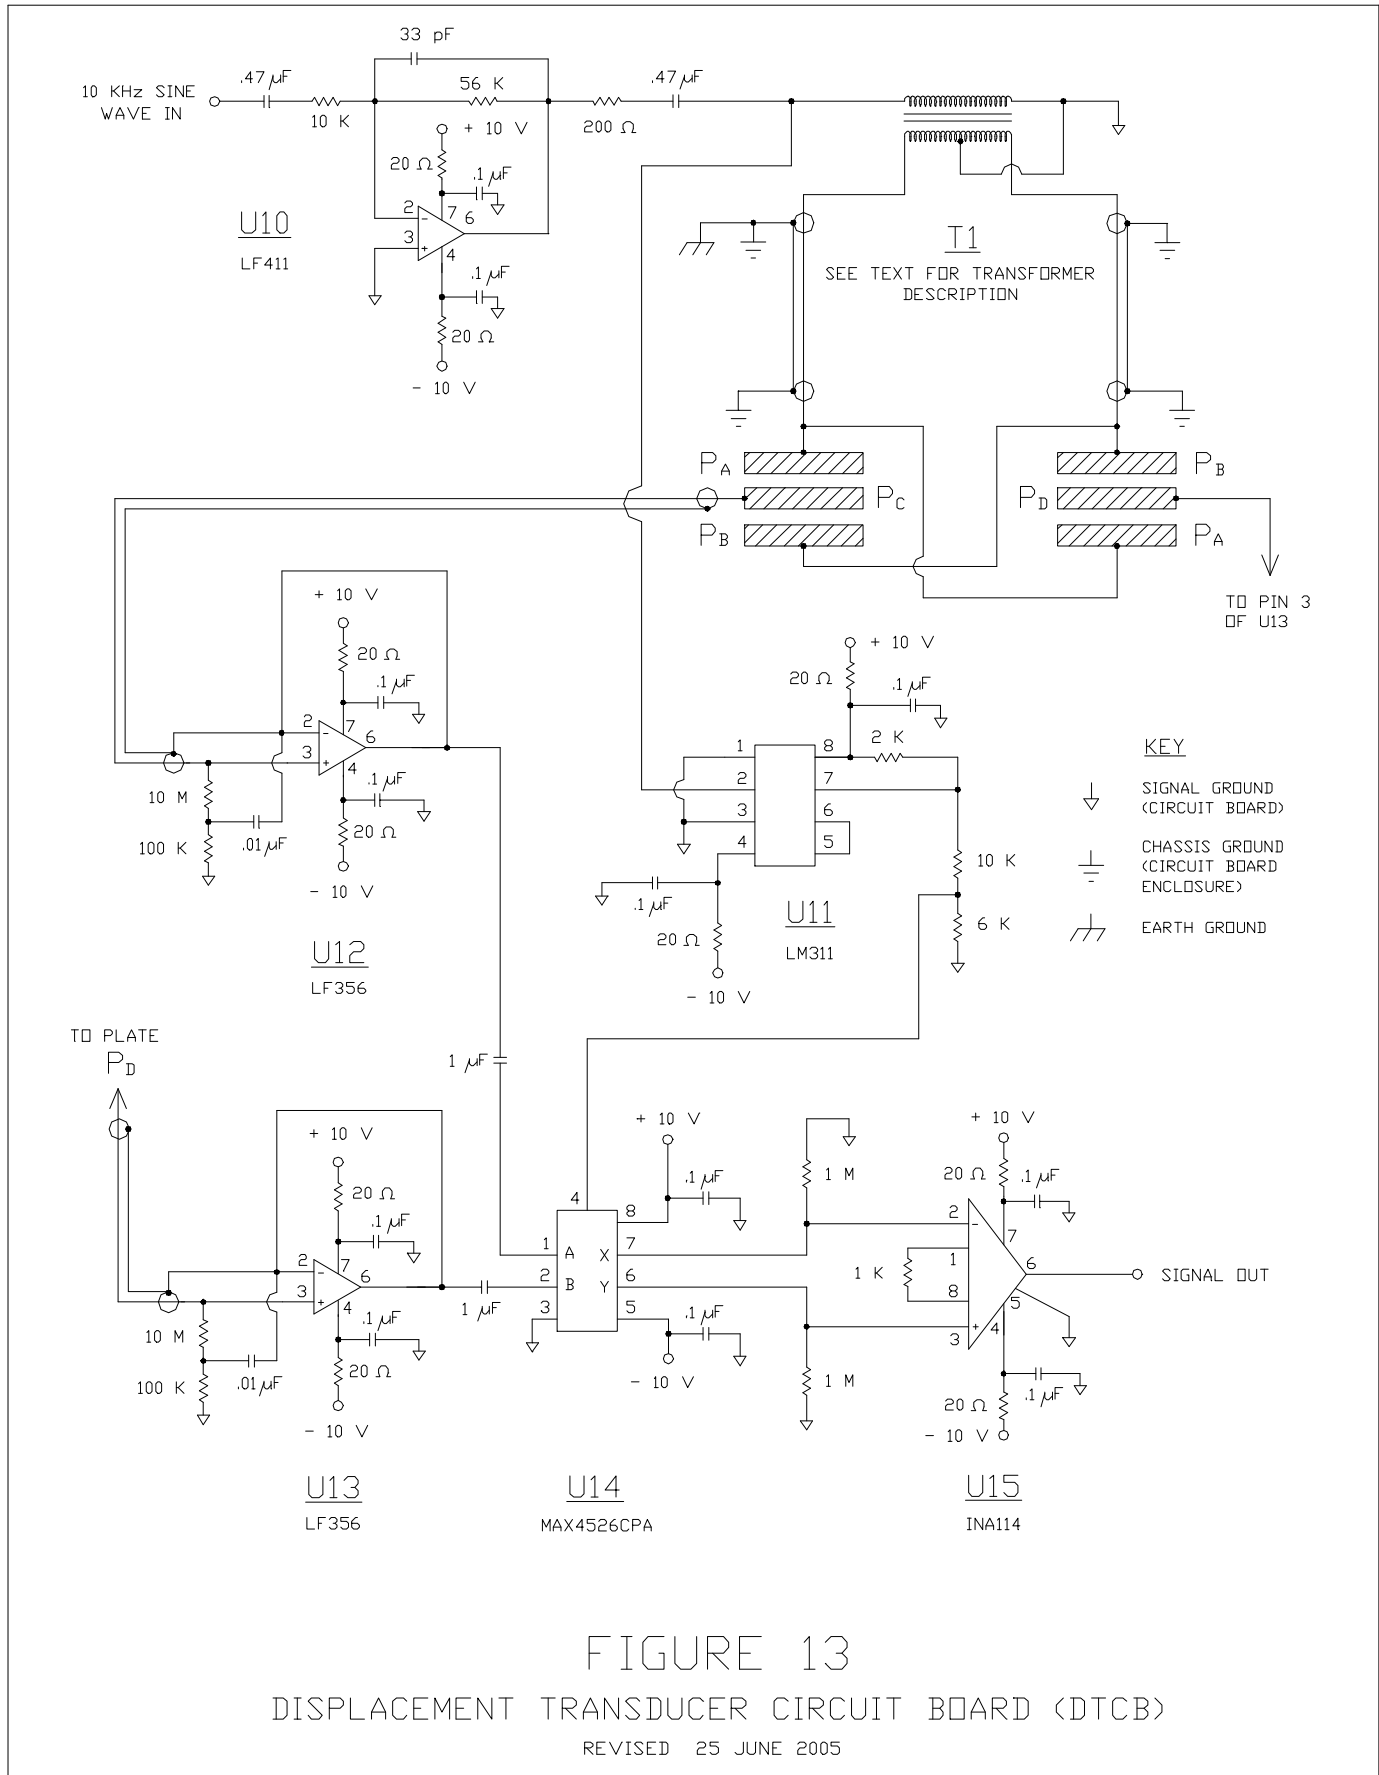 33 pF
.47 µF
10 KHz SINE
WAVE IN
10 K
56 K
200 Ω
.47 µF
+ 10 V
20 Ω
.1 µF
2
3
7
6
4
U10
LF411
.1 µF
20 Ω
- 10 V
T1
SEE TEXT FOR TRANSFORMER
DESCRIPTION
PA
PC
PB
PB
PD
PA
TO PIN 3
OF U13
+ 10 V
20 Ω
.1 µF
2
3
7
6
4
10 M
100 K
.01 µF
.1 µF
20 Ω
- 10 V
U12
LF356
+ 10 V
20 Ω
.1 µF
2 K
1
2
3
4
8
7
6
5
10 K
6 K
.1 µF
20 Ω
- 10 V
U11
LM311
KEY
SIGNAL GROUND
(CIRCUIT BOARD)
CHASSIS GROUND
(CIRCUIT BOARD
ENCLOSURE)
EARTH GROUND
TO PLATE
PD
1 µF
+ 10 V
20 Ω
.1 µF
2
3
7
6
4
10 M
100 K
.01 µF
.1 µF
20 Ω
- 10 V
U13
LF356
1 µF
+ 10 V
.1 µF
4
1
2
3
A
B
X
Y
8
7
6
5
.1 µF
- 10 V
U14
MAX4526CPA
1 M
1 M
+ 10 V
20 Ω
.1 µF
2
1
8
3
7
6
5
4
1 K
SIGNAL OUT
20 Ω
.1 µF
- 10 V
U15
INA114
FIGURE 13
DISPLACEMENT TRANSDUCER CIRCUIT BOARD (DTCB)
REVISED 25 JUNE 2005